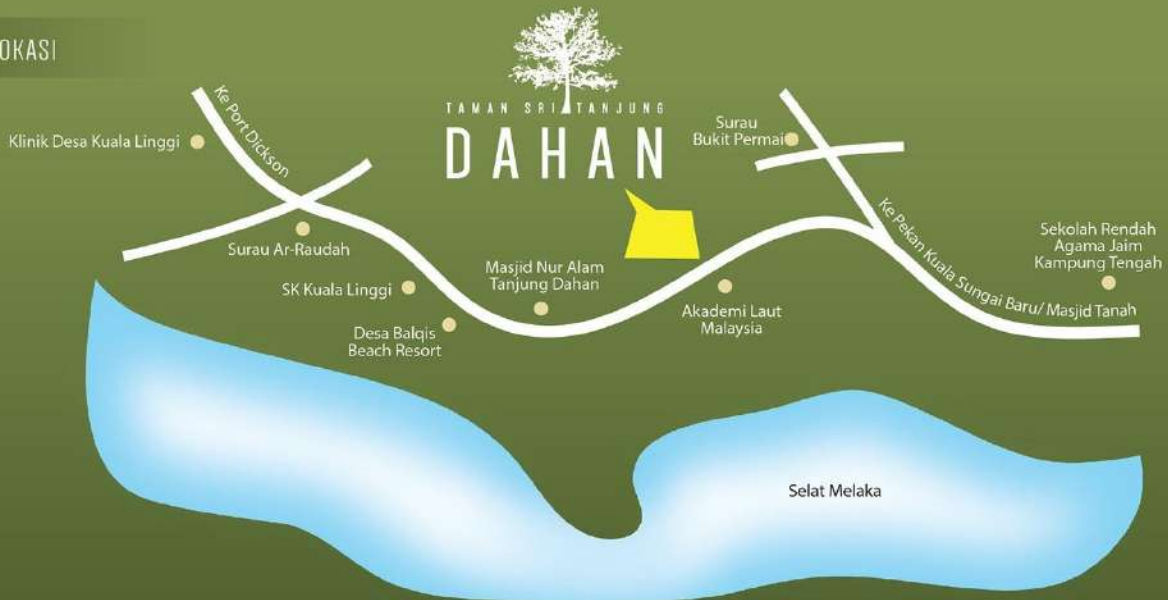 OKASI
TAMAN SRI TANJUNG
DAHAN
Klinik Desa Kuala Linggi
Ke Port Dickson
Surau
Bukit Permai
Surau Ar-Raudah
SK Kuala Linggi
Masjid Nur Alam
Tanjung Dahan
Desa Balqis
Beach Resort
Akademi Laut
Malaysia
Ke Pekan Kuala Sungai Baru/ Masjid Tanah
Sekolah Rendah
Agama Jaim
Kampung Tengah
Selat Melaka